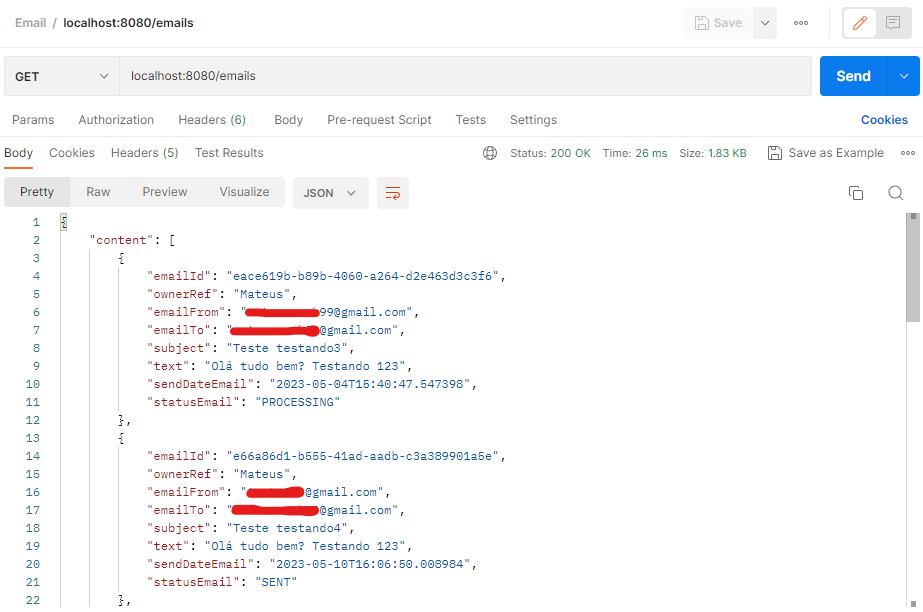 Email / localhost:8080/emails Save
GET localhost:8080/emails Send
Params Authorization Headers (6) Body Pre-request Script Tests Settings Cookies
Body Cookies Headers (5) Test Results Status: 200 OK Time: 26 ms Size: 1.83 KB Save as Example
Pretty Raw Preview Visualize JSON
1 {
2 "content": [
3 {
4 "emailId": "eace619b-b89b-4060-a264-d2e463d3c3f6",
5 "ownerRef": "Mateus",
6 "emailFrom": "99@gmail.com",
7 "emailTo": "@gmail.com",
8 "subject": "Teste testando3",
9 "text": "Olá tudo bem? Testando 123",
10 "sendDateEmail": "2023-05-04T15:40:47.547398",
11 "statusEmail": "PROCESSING"
12 },
13 {
14 "emailId": "e66a86d1-b555-41ad-aadb-c3a389901a5e",
15 "ownerRef": "Mateus",
16 "emailFrom": "@gmail.com",
17 "emailTo": "@gmail.com",
18 "subject": "Teste testando4",
19 "text": "Olá tudo bem? Testando 123",
20 "sendDateEmail": "2023-05-10T16:06:50.008984",
21 "statusEmail": "SENT"
22 },